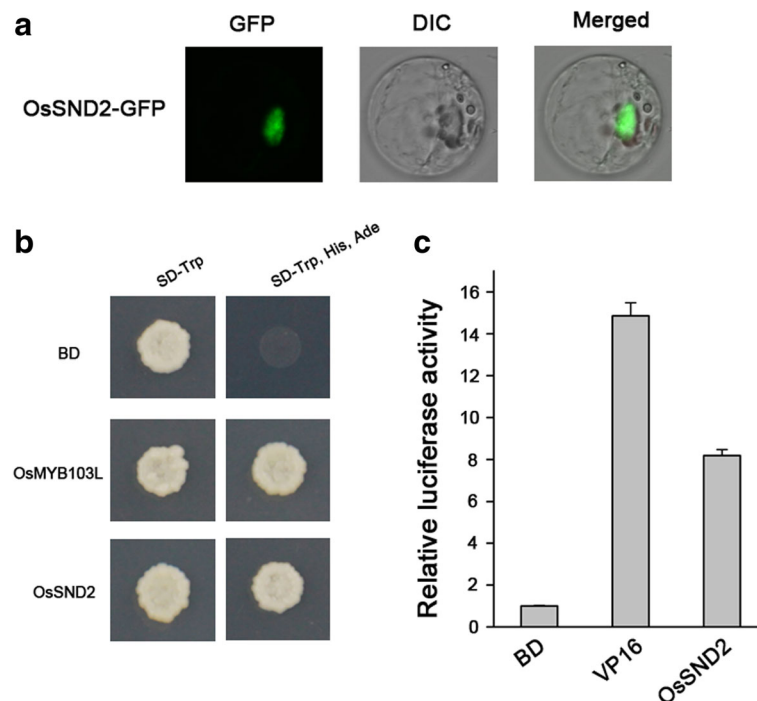 a
GFP
DIC
Merged
OsSND2-GFP
b
SD-Trp
SD-Trp, His, Ade
BD
OsMYB103L
OsSND2
c
Relative luciferase activity
16
14
12
10
8
6
4
2
0
BD
VP16
OsSND2